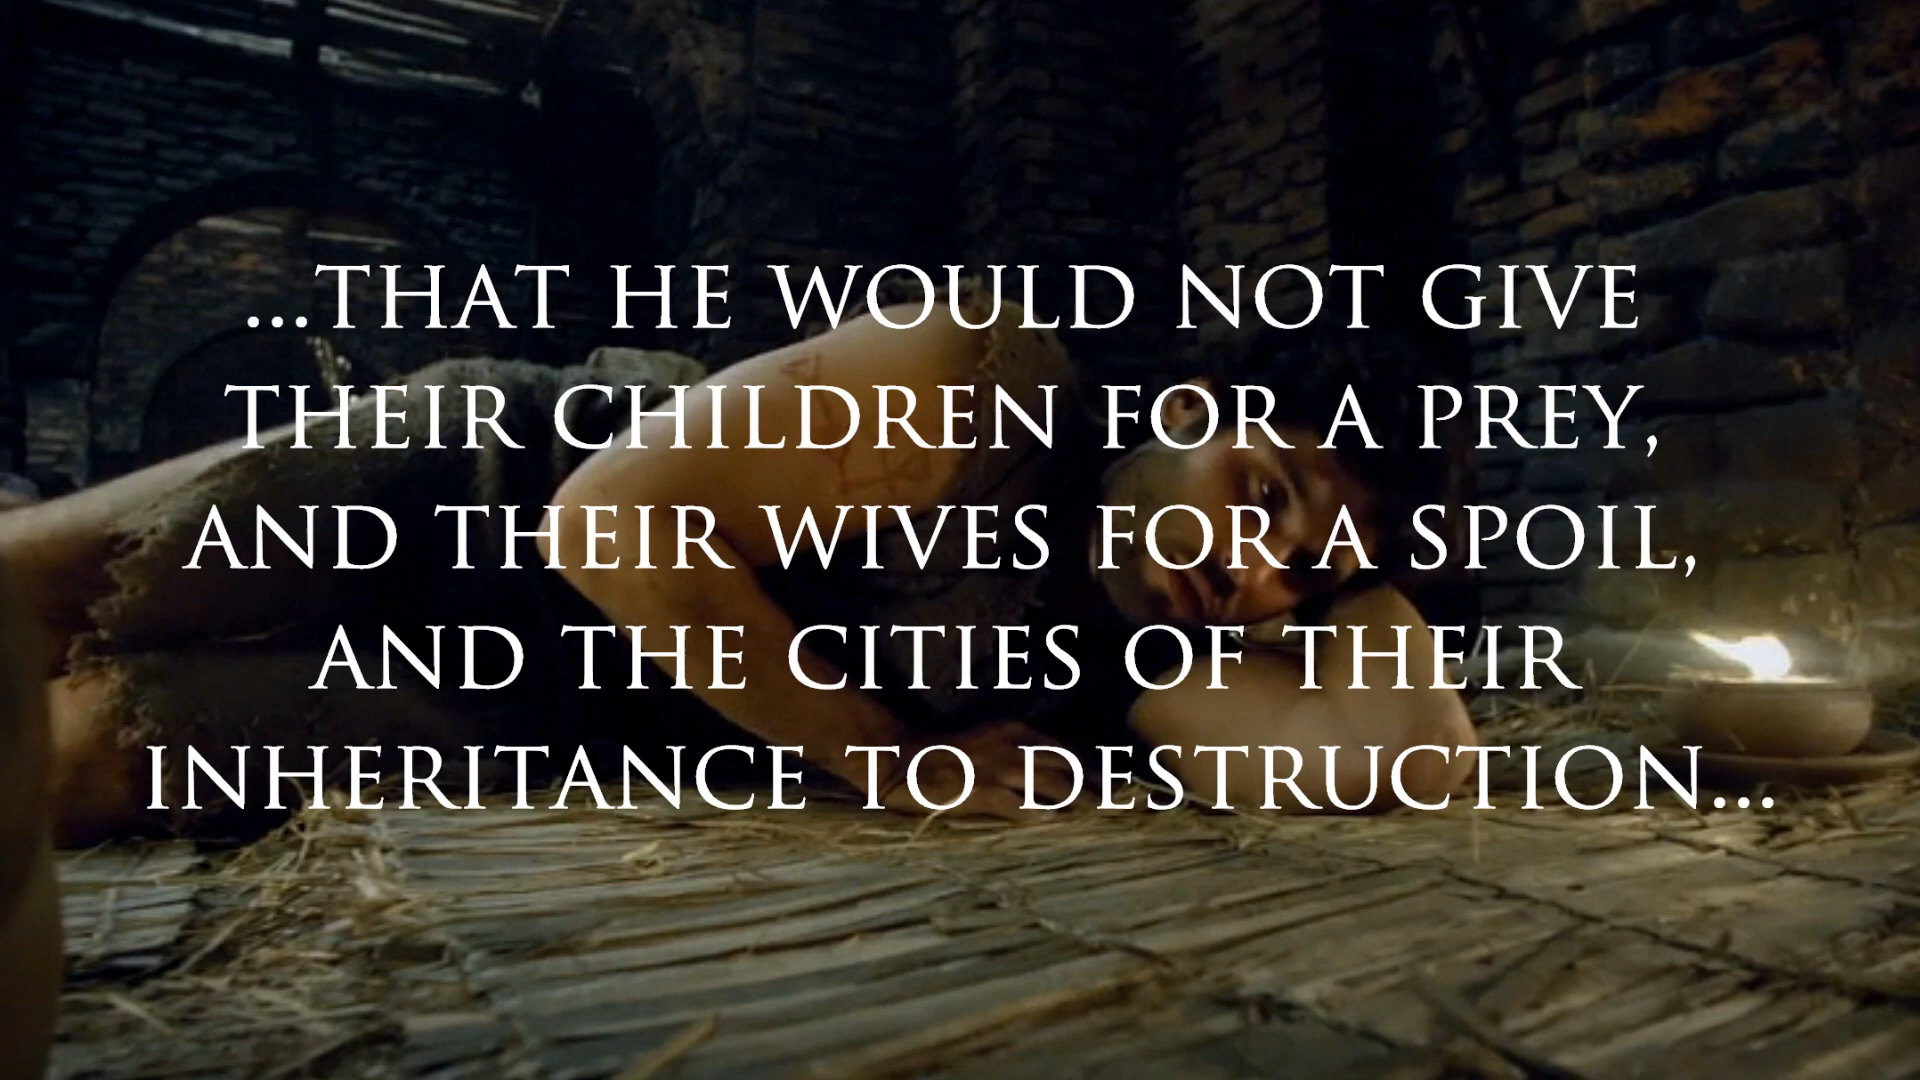 ...THAT HE WOULD NOT GIVE
THEIR CHILDREN FOR A PREY,
AND THEIR WIVES FOR A SPOIL,
AND THE CITIES OF THEIR
INHERITANCE TO DESTRUCTION...